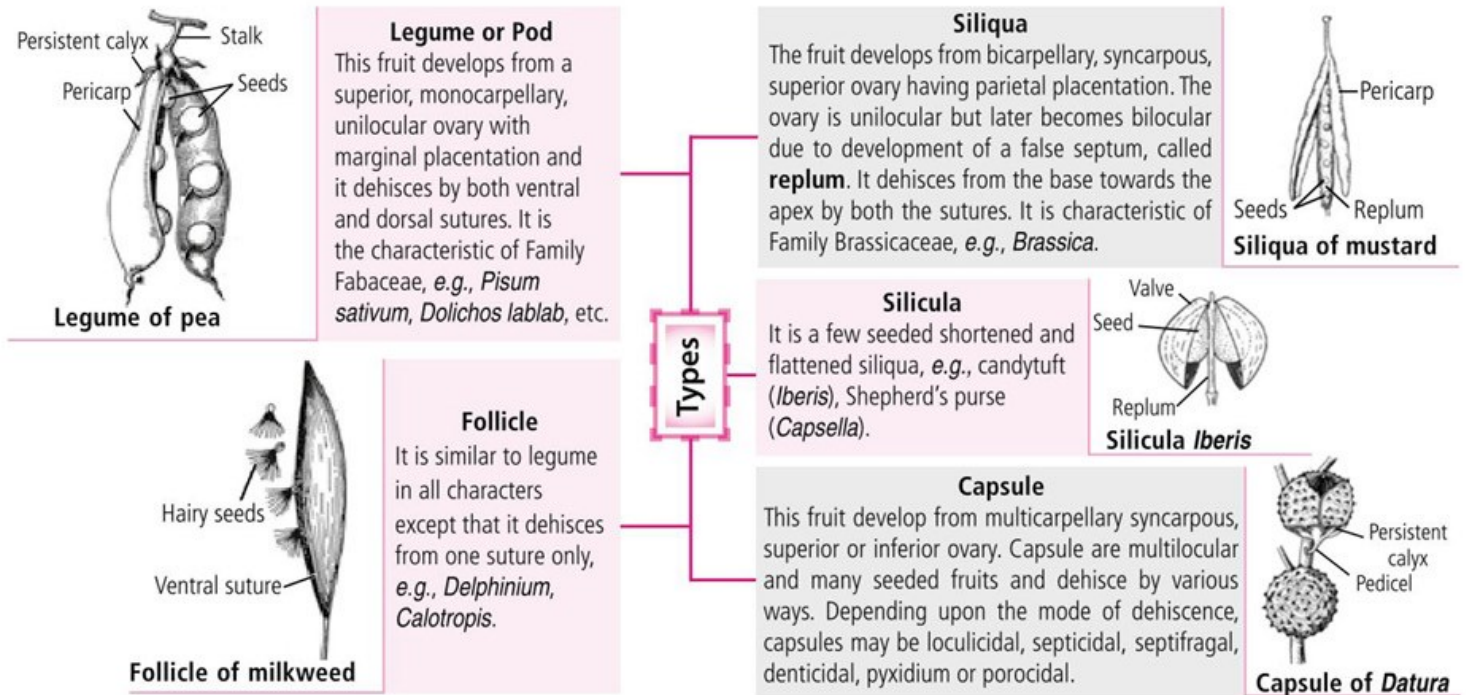 Persistent calyx
Stalk
Pericarp
Seeds
Legume of pea
Legume or Pod
This fruit develops from a
superior, monocarpellary,
unilocular ovary with
marginal placentation and
it dehisces by both ventral
and dorsal sutures. It is
the characteristic of Family
Fabaceae, e.g., Pisum
sativum, Dolichos lablab, etc.
Hairy seeds
Ventral suture
Follicle of milkweed
Follicle
It is similar to legume
in all characters
except that it dehisces
from one suture only,
e.g., Delphinium,
Calotropis.
Types
Siliqua
The fruit develops from bicarpellary, syncarpous,
superior ovary having parietal placentation. The
ovary is unilocular but later becomes bilocular
due to development of a false septum, called
replum. It dehisces from the base towards the
apex by both the sutures. It is characteristic of
Family Brassicaceae, e.g., Brassica.
Pericarp
Seeds
Replum
Siliqua of mustard
Silicula
It is a few seeded shortened and
flattened siliqua, e.g., candytuft
(Iberis), Shepherd's purse
(Capsella).
Valve
Seed
Replum
Silicula Iberis
Capsule
This fruit develop from multicarpellary syncarpous,
superior or inferior ovary. Capsule are multilocular
and many seeded fruits and dehisce by various
ways. Depending upon the mode of dehiscence,
capsules may be loculicidal, septicidal, septifragal,
denticidal, pyxidium or porocidal.
Persistent
calyx
Pedicel
Capsule of Datura